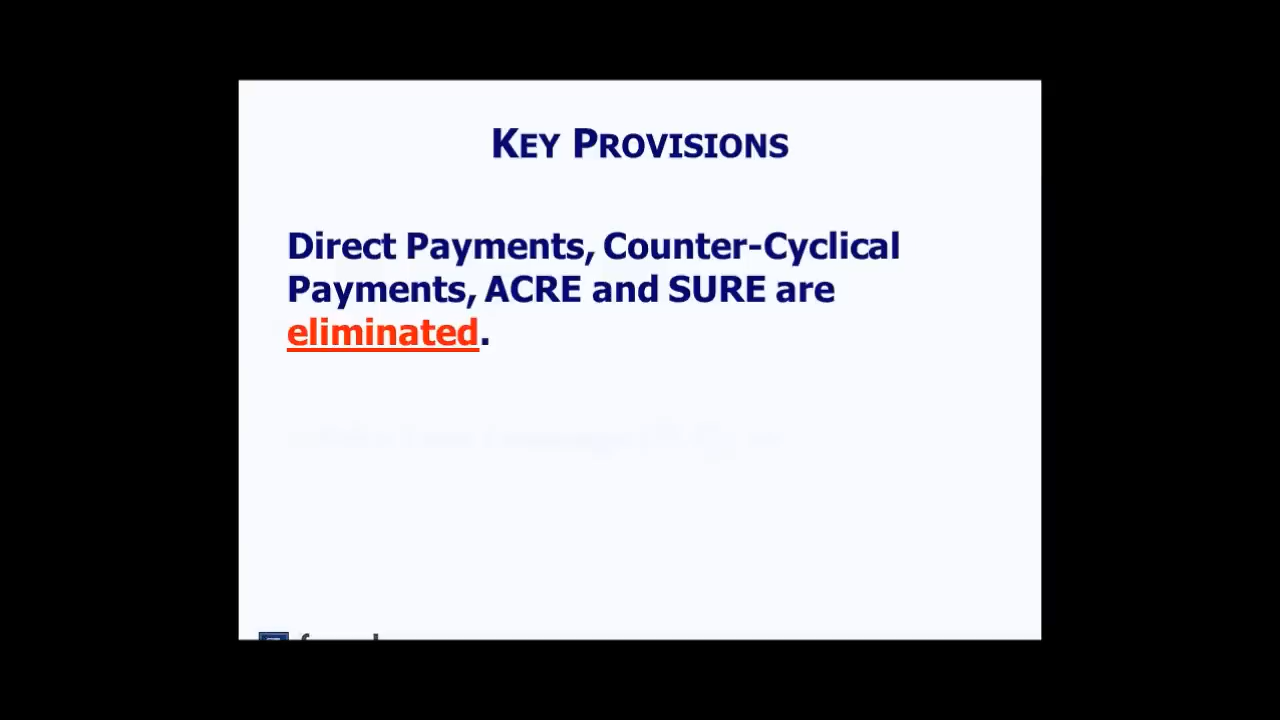 KEY PROVISIONS
Direct Payments, Counter-Cyclical
Payments, ACRE and SURE are
eliminated.